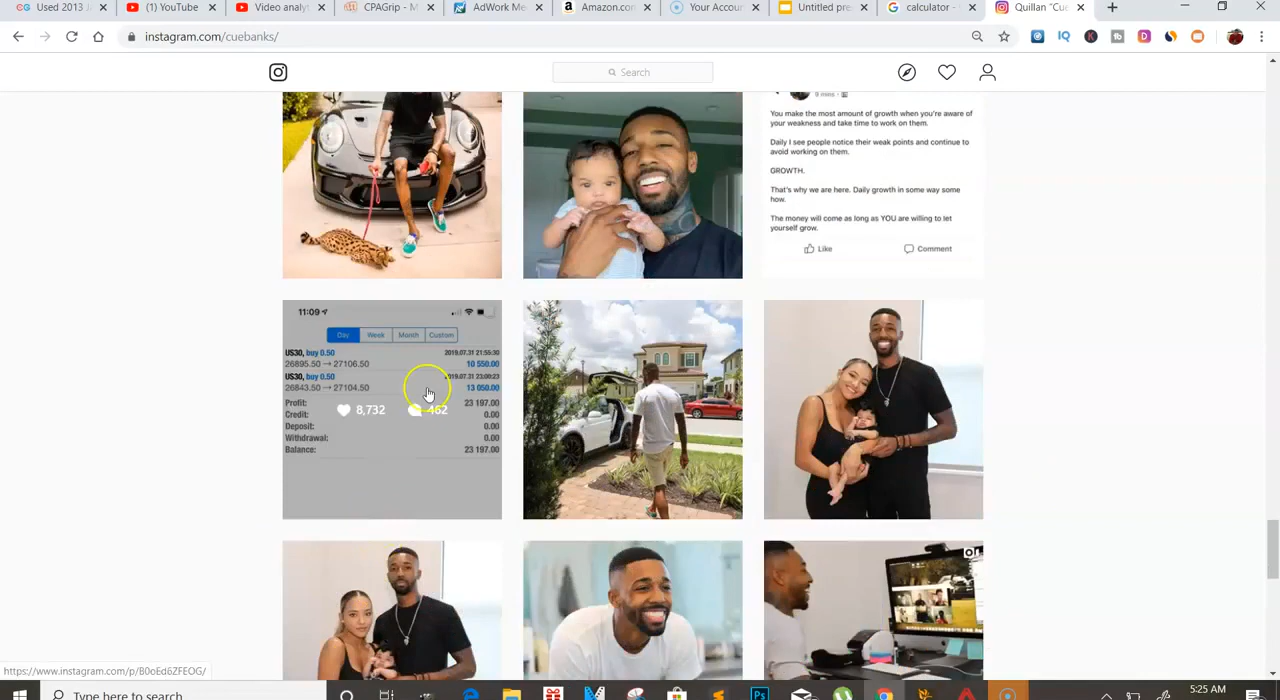 Used 2013 J
(1) YouTube
Video analyt
CPAGrip - M
AdWork Me
Amazon.co
Your Accou
Untitled pre
calculator -
Quillan "Cue
instagram.com/cuebanks/
Search
9 mins
You make the most amount of growth when you're aware of
your weakness and take time to work on them.
Daily I see people notice their weak points and continue to
avoid working on them.
GROWTH.
That's why we are here. Daily growth in some way some
how.
The money will come as long as YOU are willing to let
yourself grow.
Like
Comment
11:09
Day Week Month Custom
US30, buy 0.50 2019.07.31 21:55:30
26895.50 → 27106.50 10 550.00
US30, buy 0.50 2019.07.31 23:00:23
26843.50 → 27104.50 13 050.00
Profit: 23 197.00
Credit: 0.00
8,732 462
Deposit: 0.00
Withdrawal: 0.00
Balance: 23 197.00
https://www.instagram.com/p/B0oEd6ZFEOG/
Type here to search
5:25 AM